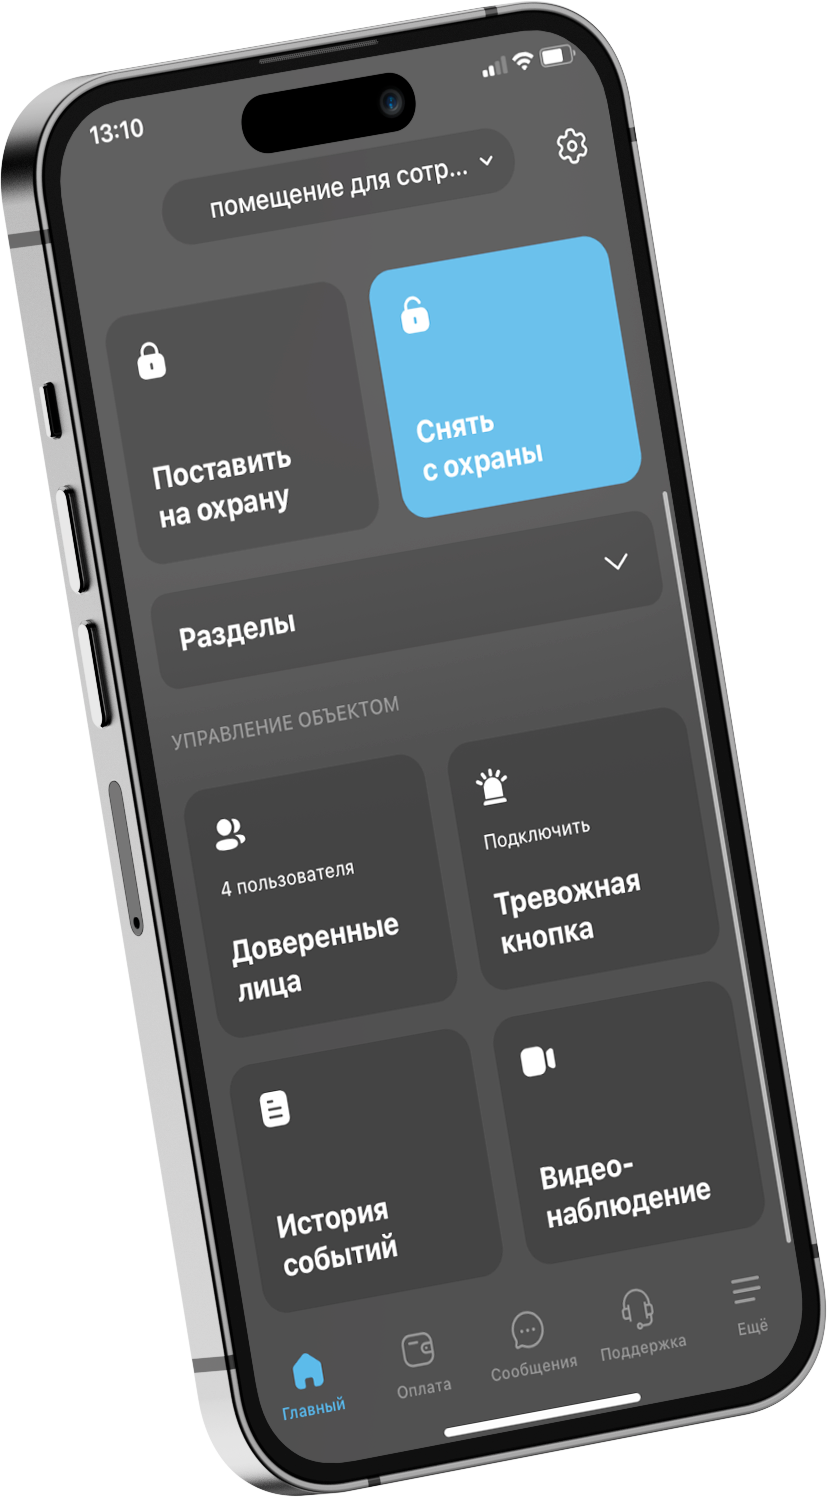 13:10
помещение для сотр...
Поставить
на охрану
Снять
с охраны
Разделы
УПРАВЛЕНИЕ ОБЪЕКТОМ
4 пользователя
Доверенные
лица
Подключить
Тревожная
кнопка
История
событий
Видео-
наблюдение
Главный
Оплата
Сообщения
Поддержка
Ещё